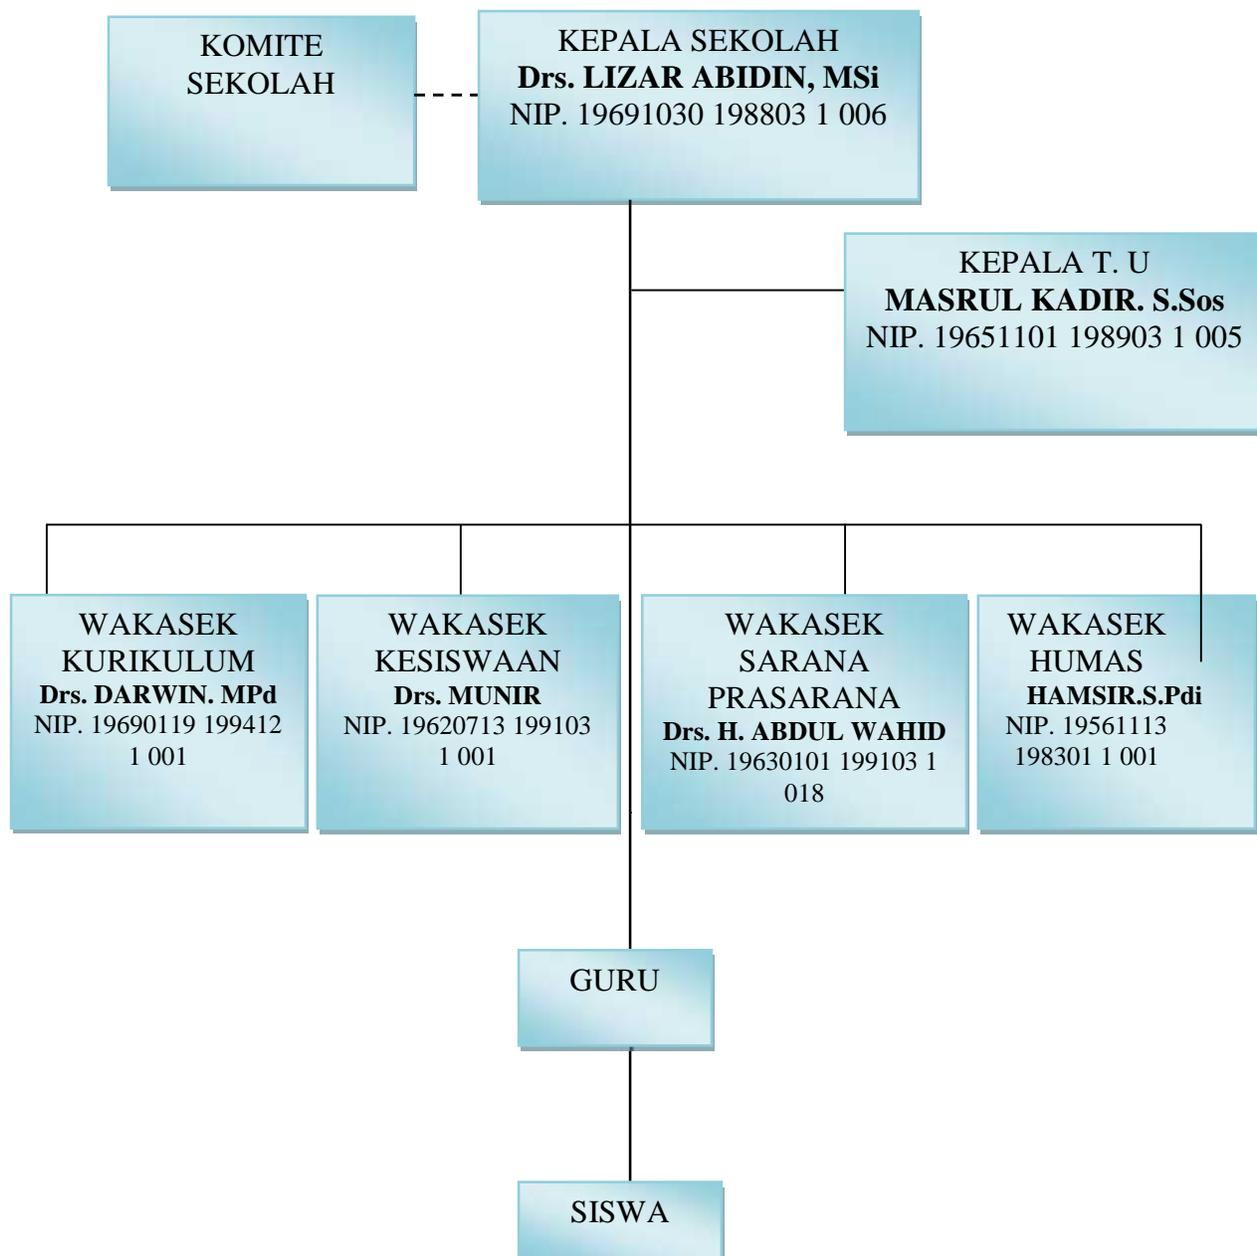 KOMITE
SEKOLAH
KEPALA SEKOLAH
Drs. LIZAR ABIDIN, MSi
NIP. 19691030 198803 1 006
KEPALA T. U
MASRUL KADIR. S.Sos
NIP. 19651101 198903 1 005
WAKASEK
KURIKULUM
Drs. DARWIN. MPd
NIP. 19690119 199412
1 001
WAKASEK
KESISWAAN
Drs. MUNIR
NIP. 19620713 199103
1 001
WAKASEK
SARANA
PRASARANA
Drs. H. ABDUL WAHID
NIP. 19630101 199103 1
018
WAKASEK
HUMAS
HAMSIR.S.Pdi
NIP. 19561113
198301 1 001
GURU
SISWA